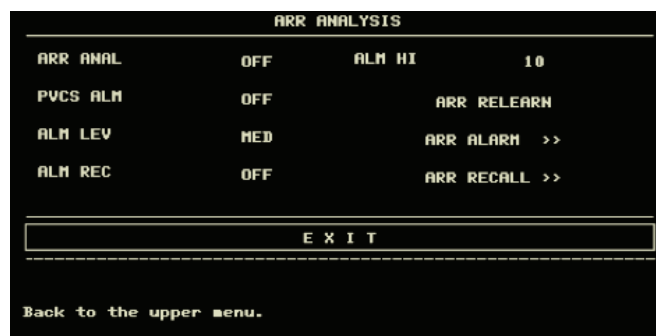 ARR ANALYSIS
ARR ANAL OFF ALM HI 10
PVCS ALM OFF ARR RELEARN
ALM LEV MED ARR ALARM >>
ALM REC OFF ARR RECALL >>
E X I T
Back to the upper menu.